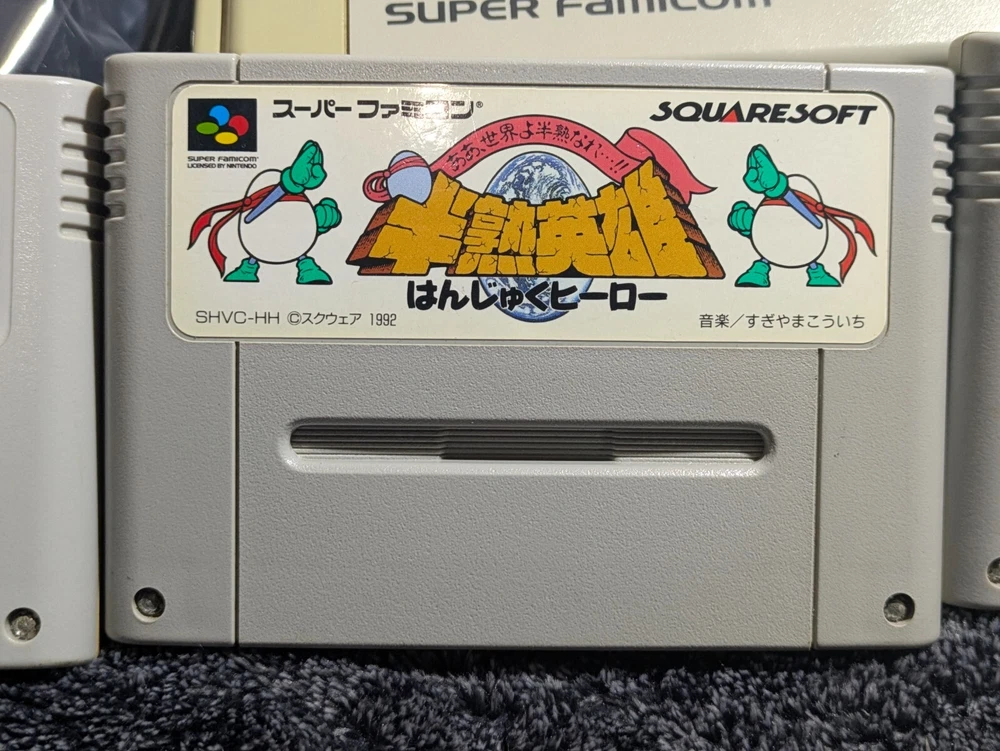 SUPER Famicom
スーパーファミコン®
SQUARESOFT
SUPER FAMICOM®
LICENSED BY NINTENDO
ああ、世界よ半熟なれ…!!
半熟英雄
はんじゅくヒーロー
SHVC-HH ©スクウェア 1992
音楽/すぎやまこういち